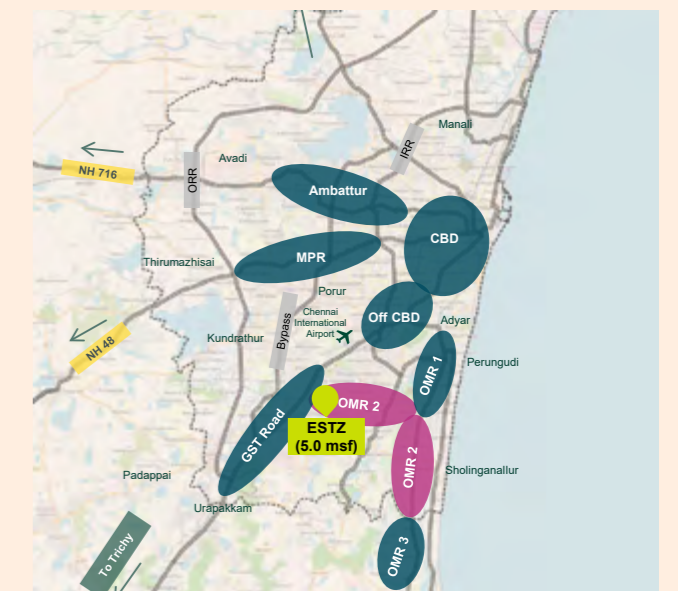 Manali
IRR
Avadi
NH 716
ORR
Ambattur
CBD
MPR
Thirumazhisai
Porur
Chennai
International
Airport
Off CBD
Adyar
Bypass
Kundrathur
NH 48
OMR 1
Perungudi
OMR 2
GST Road
ESTZ
(5.0 msf)
OMR 2
Sholinganallur
Padappai
Urapakkam
To Trichy
OMR 3